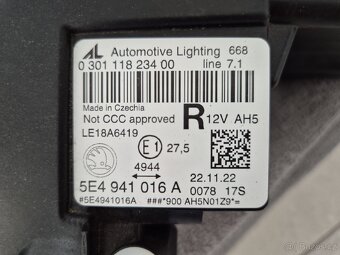 AL Automotive Lighting 668
0 301 118 234 00 line 7.1
Made in Czechia
Not CCC approved R 12V AH5
LE18A6419
E1 27,5
4944
22.11.22
5E4 941 016 A 0078 17S
#5E4941016A ###*900 AH5N01Z9*=